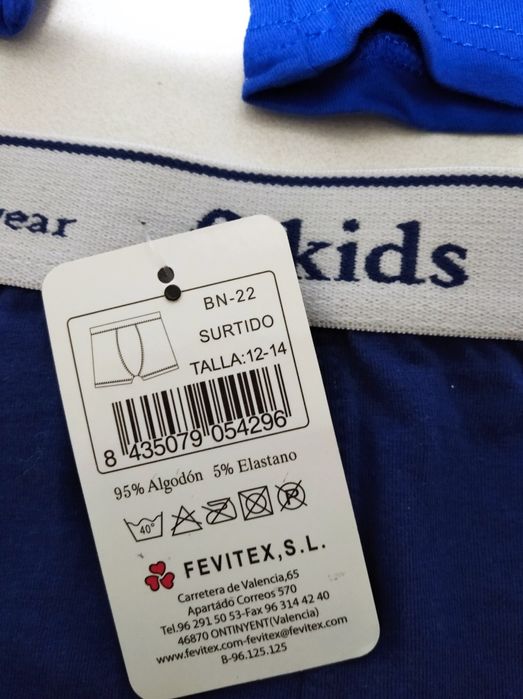 kids
BN-22
SURTIDO
TALLA:12-14
8 435079 054296
95% Algodón 5% Elastano
40°
FEVITEX,S.L.
Carretera de Valencia,65
Apartádo Correos 570
Tel.96 291 50 53-Fax 96 314 42 40
46870 ONTINYENT(Valencia)
www.fevitex.com-fevitex@fevitex.com
B-96.125.125